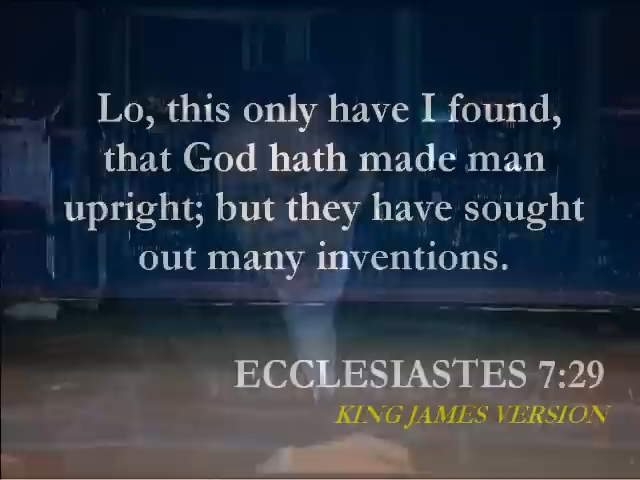 Lo, this only have I found,
that God hath made man
upright; but they have sought
out many inventions.
ECCLESIASTES 7:29
KING JAMES VERSION